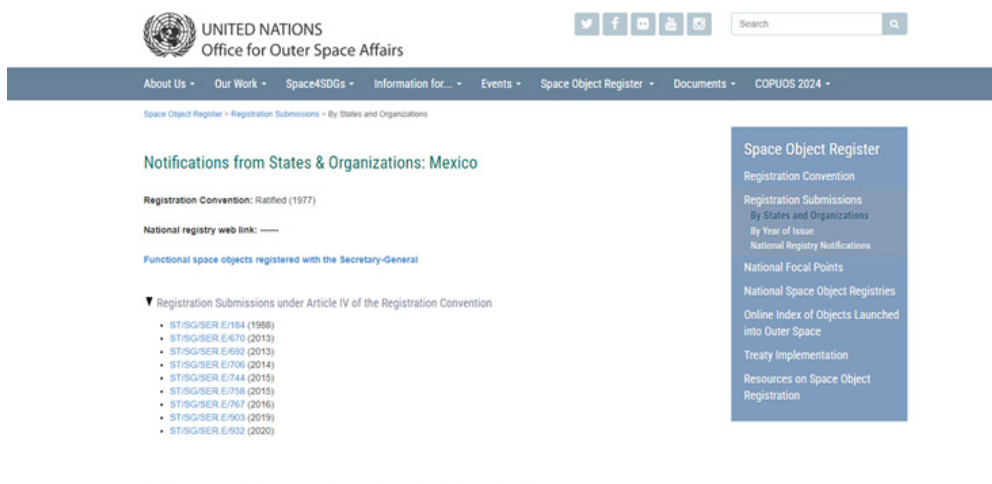 UNITED NATIONS
Office for Outer Space Affairs
Search
About Us
Our Work
Space4SDGs
Information for...
Events
Space Object Register
Documents
COPUOS 2024
Space Object Register > Registration Submissions > By States and Organizations
Notifications from States & Organizations: Mexico
Registration Convention: Ratified (1977)
National registry web link: ------
Functional space objects registered with the Secretary-General
Registration Submissions under Article IV of the Registration Convention
ST/SG/SER.E/184 (1988)
ST/SG/SER.E/670 (2013)
ST/SG/SER.E/692 (2013)
ST/SG/SER.E/706 (2014)
ST/SG/SER.E/744 (2015)
ST/SG/SER.E/758 (2015)
ST/SG/SER.E/767 (2016)
ST/SG/SER.E/903 (2019)
ST/SG/SER.E/932 (2020)
Space Object Register
Registration Convention
Registration Submissions
By States and Organizations
By Year of Issue
National Registry Notifications
National Focal Points
National Space Object Registries
Online Index of Objects Launched
into Outer Space
Treaty Implementation
Resources on Space Object
Registration